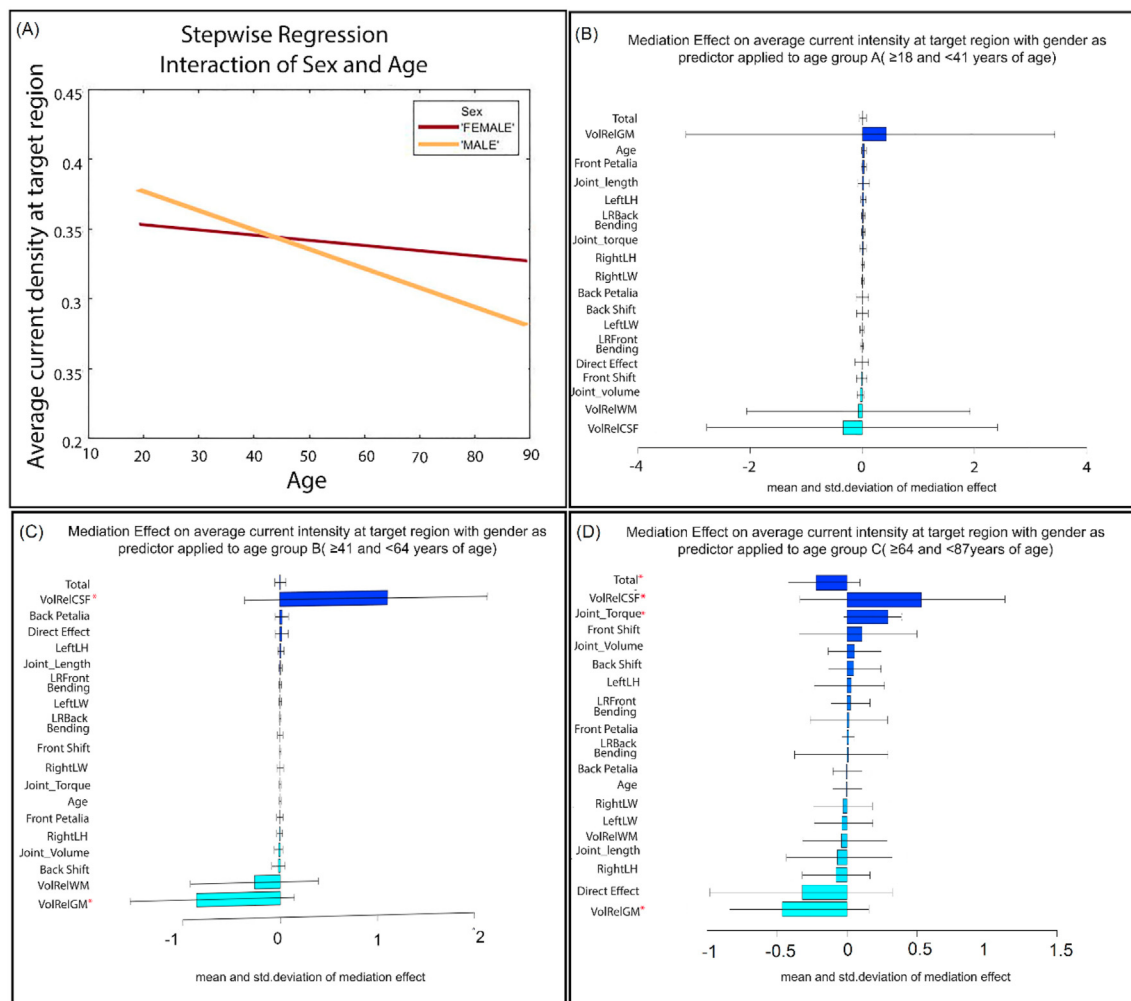 (A)
Stepwise Regression
Interaction of Sex and Age
Average current density at target region
0.45
0.4
0.35
0.3
0.35
0.2
Sex
'FEMALE'
'MALE'
10 20 30 40 50 60 70 80 90
Age
(B)
Mediation Effect on average current intensity at target region with gender as
predictor applied to age group A( ≥18 and <41 years of age)
Total
VolRelGM
Age
Front Petalia
Joint_length
LeftLH
LRBack
Bending
Joint_torque
RightLH
RightLW
Back Petalia
Back Shift
LeftLW
LRFront
Bending
Direct Effect
Front Shift
Joint_volume
VolRelWM
VolRelCSF
-4 -2 0 2 4
mean and std.deviation of mediation effect
(C)
Mediation Effect on average current intensity at target region with gender as
predictor applied to age group B( ≥41 and <64 years of age)
Total
VolRelCSF*
Back Petalia
Direct Effect
LeftLH
Joint_Length
LRFront
Bending
LeftLW
LRBack
Bending
Front Shift
RightLW
Joint_Torque
Age
Front Petalia
RightLH
Joint_Volume
Back Shift
VolRelWM
VolRelGM*
-1 0 1 2
mean and std.deviation of mediation effect
(D)
Mediation Effect on average current intensity at target region with gender as
predictor applied to age group C( ≥64 and <87years of age)
Total*
VolRelCSF*
Joint_Torque*
Front Shift
Joint_Volume
Back Shift
LeftLH
LRFront
Bending
Front Petalia
LRBack
Bending
Back Petalia
Age
RightLW
LeftLW
VolRelWM
Joint_length
RightLH
Direct Effect
VolRelGM*
-1 -0.5 0 0.5 1 1.5
mean and std.deviation of mediation effect